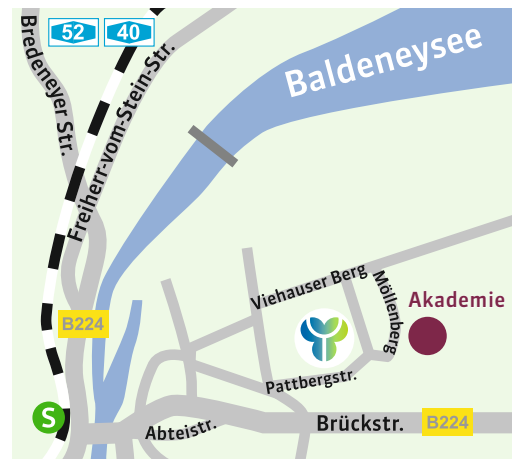 52 40
Bredeneyer Str.
Freiherr-vom-Stein-Str.
Baldeneysee
Viehauser Berg
Möllenberg
Akademie
B224
Pattbergstr.
S
Abteistr.
Brückstr.
B224